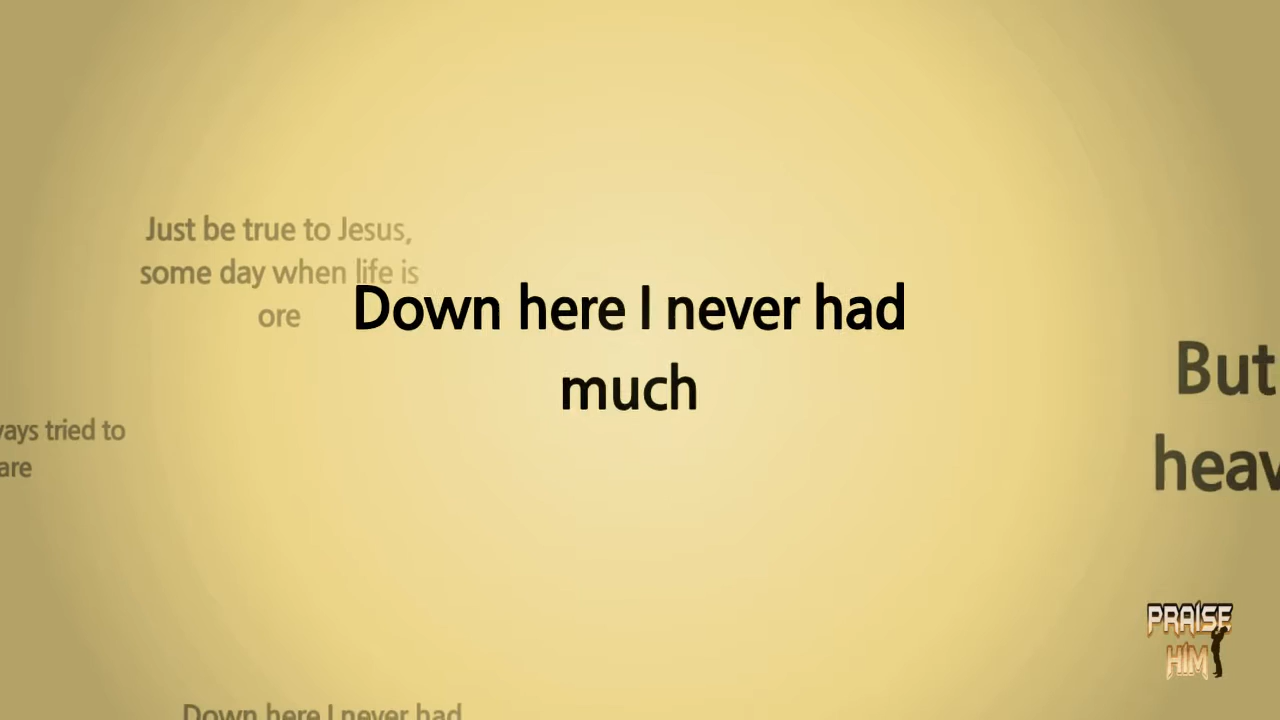 Just be true to Jesus,
some day when life is
ore
Down here I never had
much
But
heav
ways tried to
are
PRAISE
HIM
Down here I never had